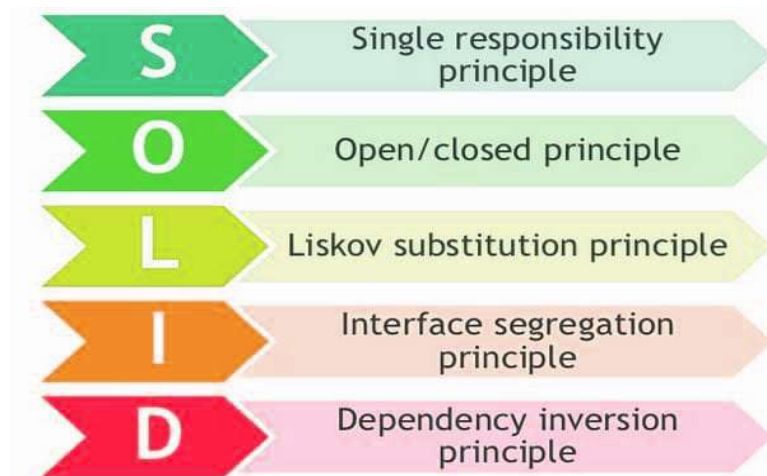 S
Single responsibility
principle
O
Open/closed principle
L
Liskov substitution principle
I
Interface segregation
principle
D
Dependency inversion
principle